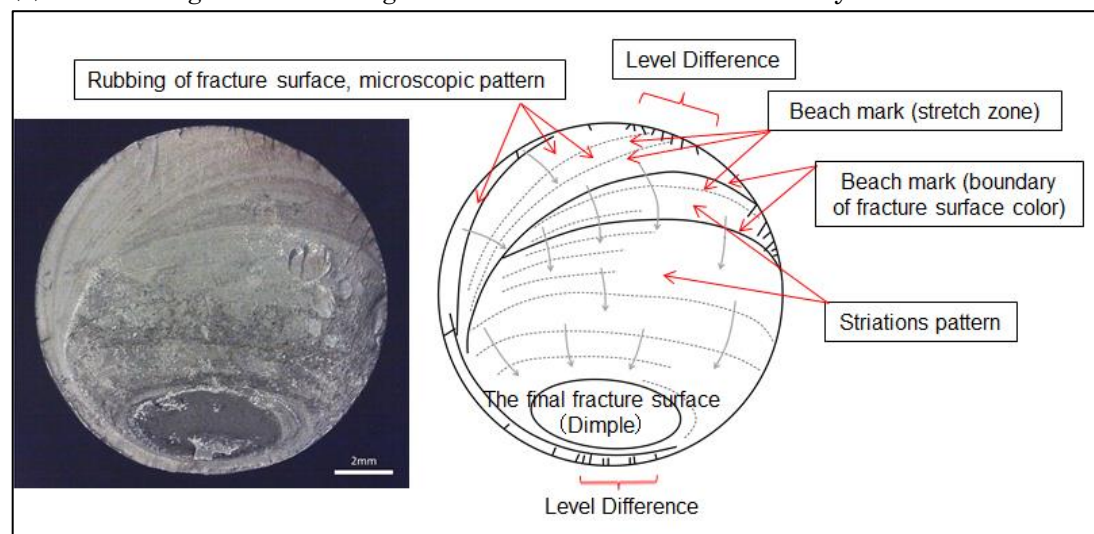 Level Difference
Rubbing of fracture surface, microscopic pattern
Beach mark (stretch zone)
Beach mark (boundary
of fracture surface color)
Striations pattern
The final fracture surface
(Dimple)
2mm
Level Difference